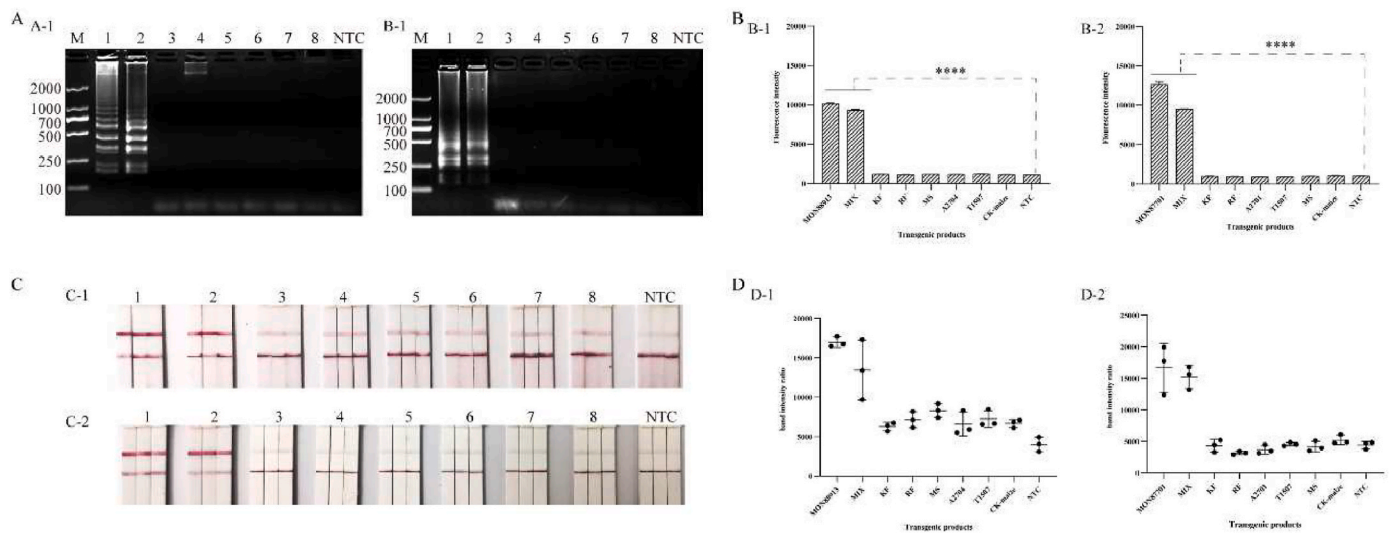 A
A-1
M 1 2 3 4 5 6 7 8 NTC
2000
1000
700
500
250
100
B-1
M 1 2 3 4 5 6 7 8 NTC
2000
1000
700
500
250
100
B
B-1
20000
15000
10000
5000
0
Fluorescence intensity
****
MON88913 MIX KF RF MS A2704 T1507 CK-maize NTC
Transgenic products
B-2
20000
15000
10000
5000
0
Fluorescence intensity
****
MON87701 MIX KF RF A2701 T1507 MS CK-maize NTC
Transgenic products
C
C-1
1 2 3 4 5 6 7 8 NTC
C-2
1 2 3 4 5 6 7 8 NTC
D
D-1
20000
15000
10000
5000
0
band intensity ratio
MON88913 MIX KF RF MS A2704 T1507 CK-maize NTC
Transgenic products
D-2
25000
20000
15000
10000
5000
0
band intensity ratio
MON87701 MIX KF RF A2703 T1507 MS CK-maize NTC
Transgenic products